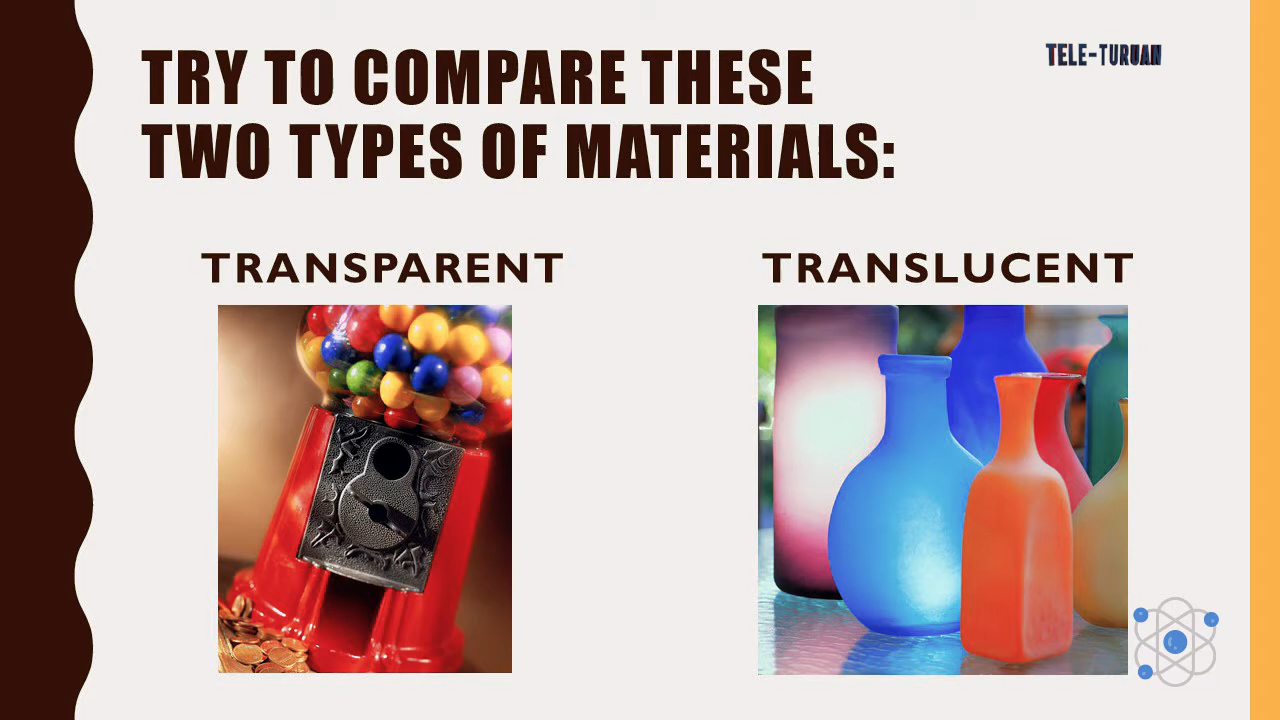 TRY TO COMPARE THESE
TELE-TURUAN
TWO TYPES OF MATERIALS:
TRANSPARENT
TRANSLUCENT